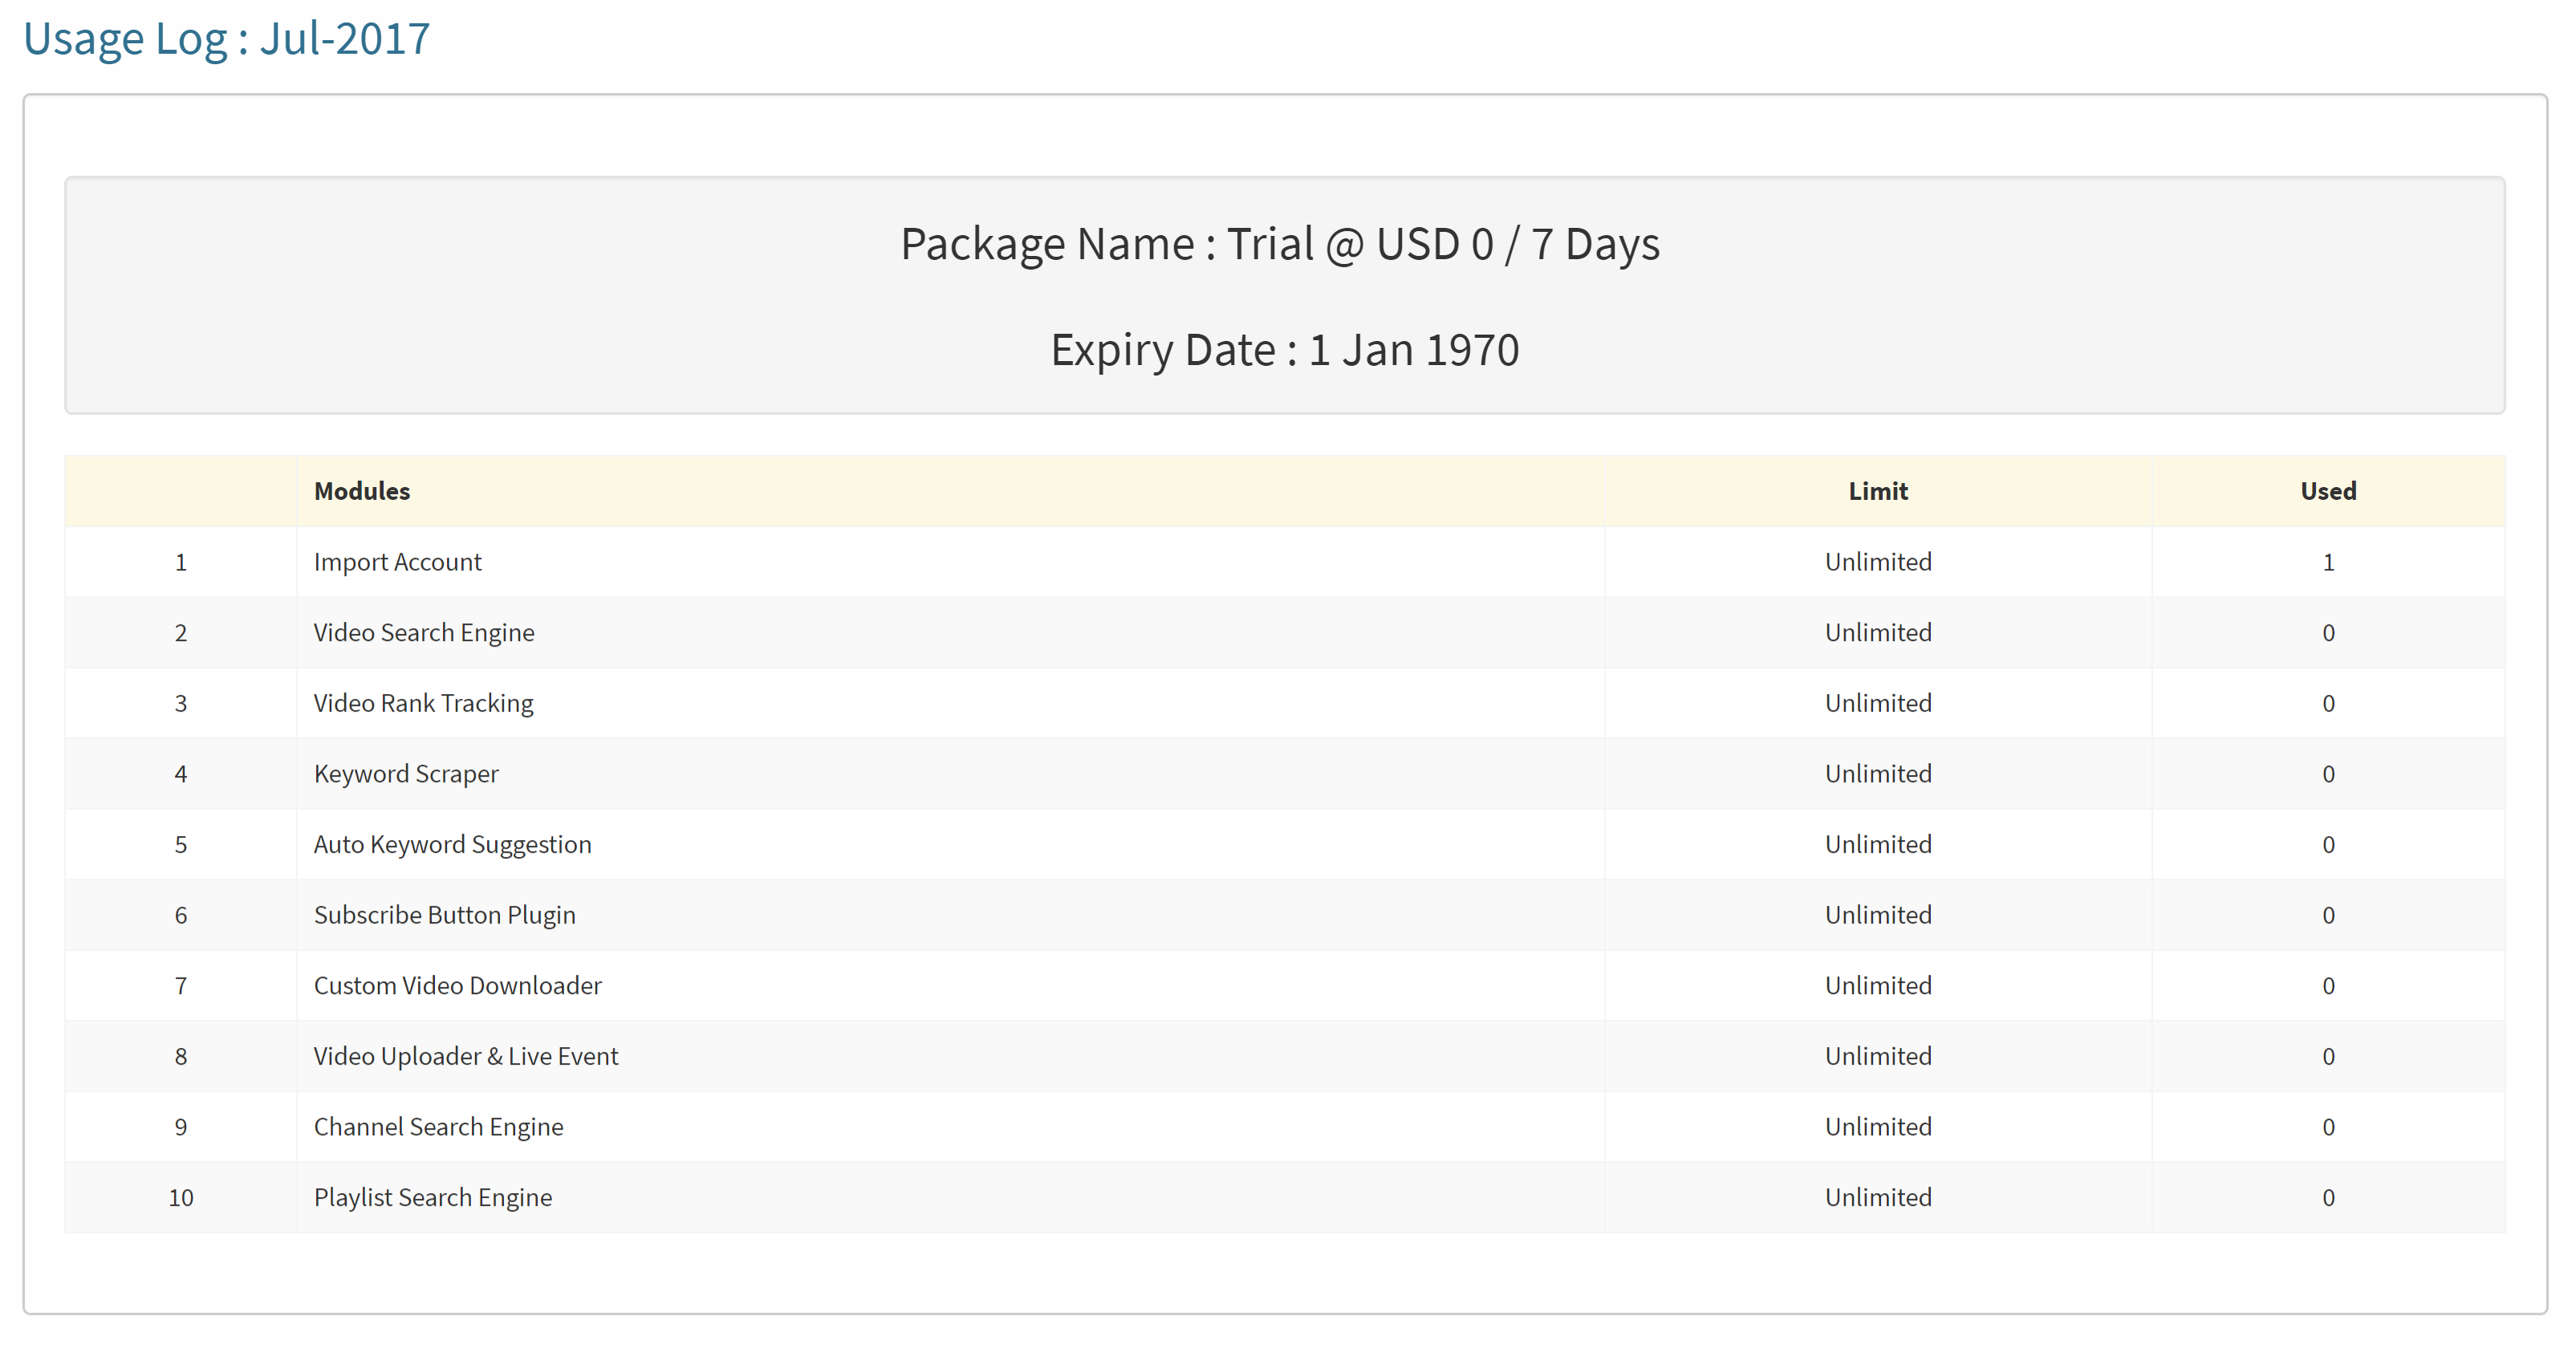 Usage Log : Jul-2017
Package Name : Trial @ USD 0 / 7 Days
Expiry Date : 1 Jan 1970
Modules Limit Used
1 Import Account Unlimited 1
2 Video Search Engine Unlimited 0
3 Video Rank Tracking Unlimited 0
4 Keyword Scraper Unlimited 0
5 Auto Keyword Suggestion Unlimited 0
6 Subscribe Button Plugin Unlimited 0
7 Custom Video Downloader Unlimited 0
8 Video Uploader & Live Event Unlimited 0
9 Channel Search Engine Unlimited 0
10 Playlist Search Engine Unlimited 0